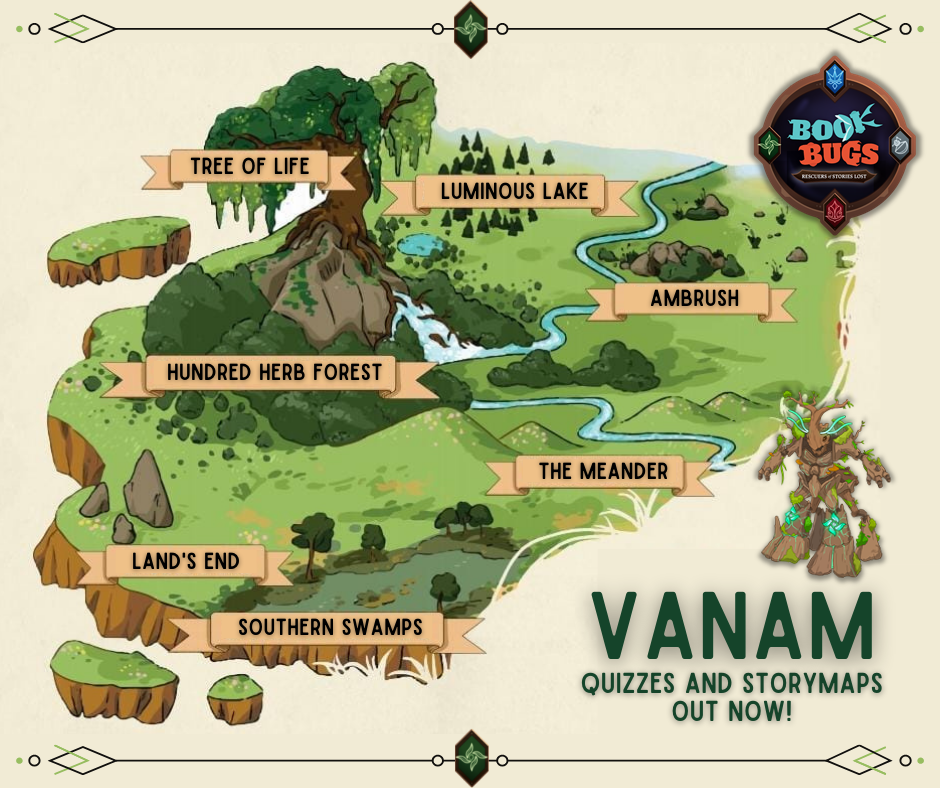 TREE OF LIFE
LUMINOUS LAKE
BOOK
BUGS
RESCUERS of STORIES LOST
AMBRUSH
HUNDRED HERB FOREST
THE MEANDER
LAND'S END
SOUTHERN SWAMPS
VANAM
QUIZZES AND STORYMAPS
OUT NOW!